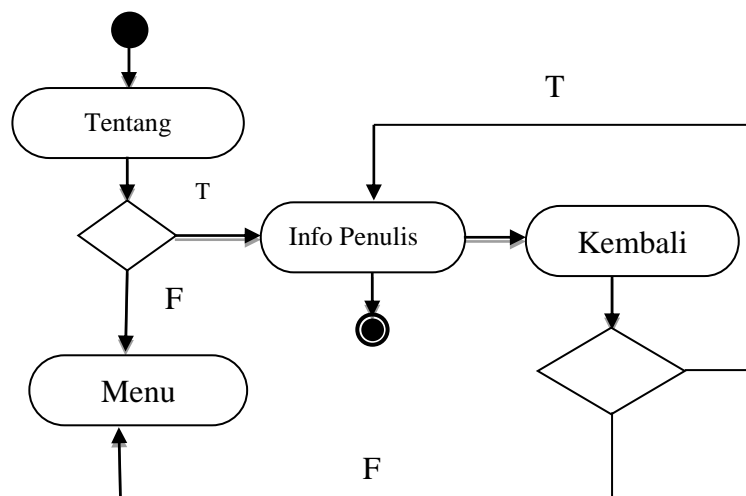 T
Tentang
T
Info Penulis
Kembali
F
Menu
F